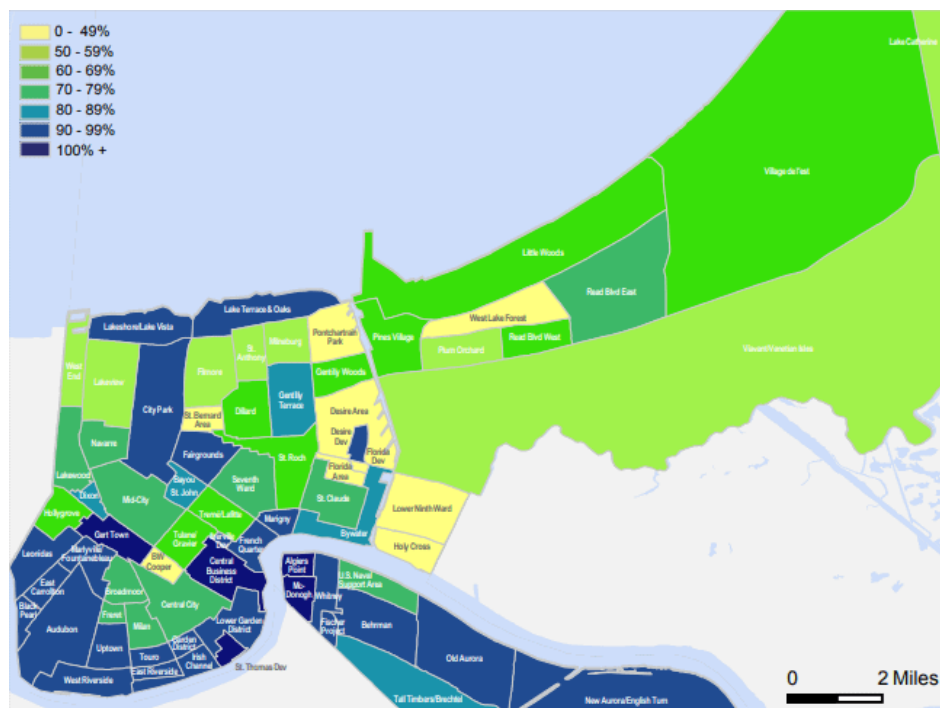 0 - 49%
50 - 59%
60 - 69%
70 - 79%
80 - 89%
90 - 99%
100% +
Lake Catherine
Village de l'est
Little Woods
Read Blvd East
Lake Terrace & Oaks
Lakeshore/Lake Vista
Pontchartrain
Park
West Lake Forest
Pines Village
Read Blvd West
Plum Orchard
Viavant/Venetian Isles
West
End
Lakeview
St.
Anthony
Milneburg
Filmore
Gentilly Woods
City Park
Dillard
Gentilly
Terrace
St. Bernard
Area
Desire Area
Desire
Dev
Florida
Dev
Navarre
Fairgrounds
St. Roch
Florida
Area
Lakewood
Dixon
Bayou
St. John
Seventh
Ward
Mid-City
St. Claude
Lower Ninth Ward
Hollygrove
Tremé/Lafitte
Marigny
Bywater
Gert Town
Tulane/
Gravier
Iberville
Dev
French
Quarter
Holy Cross
Leonidas
Marlyville
Fountanebleau
BW
Cooper
Central
Business
District
Algiers
Point
U.S. Naval
Support Area
East
Carrollton
Broadmoor
Mc-
Donogh
Whitney
Black
Pearl
Audubon
Freret
Central City
Lower Garden
District
Fischer
Project
Behrman
Milan
Garden
District
Uptown
Touro
Irish
Channel
Old Aurora
East Riverside
St. Thomas Dev
West Riverside
Tall Timbers/Brechtel
New Aurora/English Turn
0 2 Miles